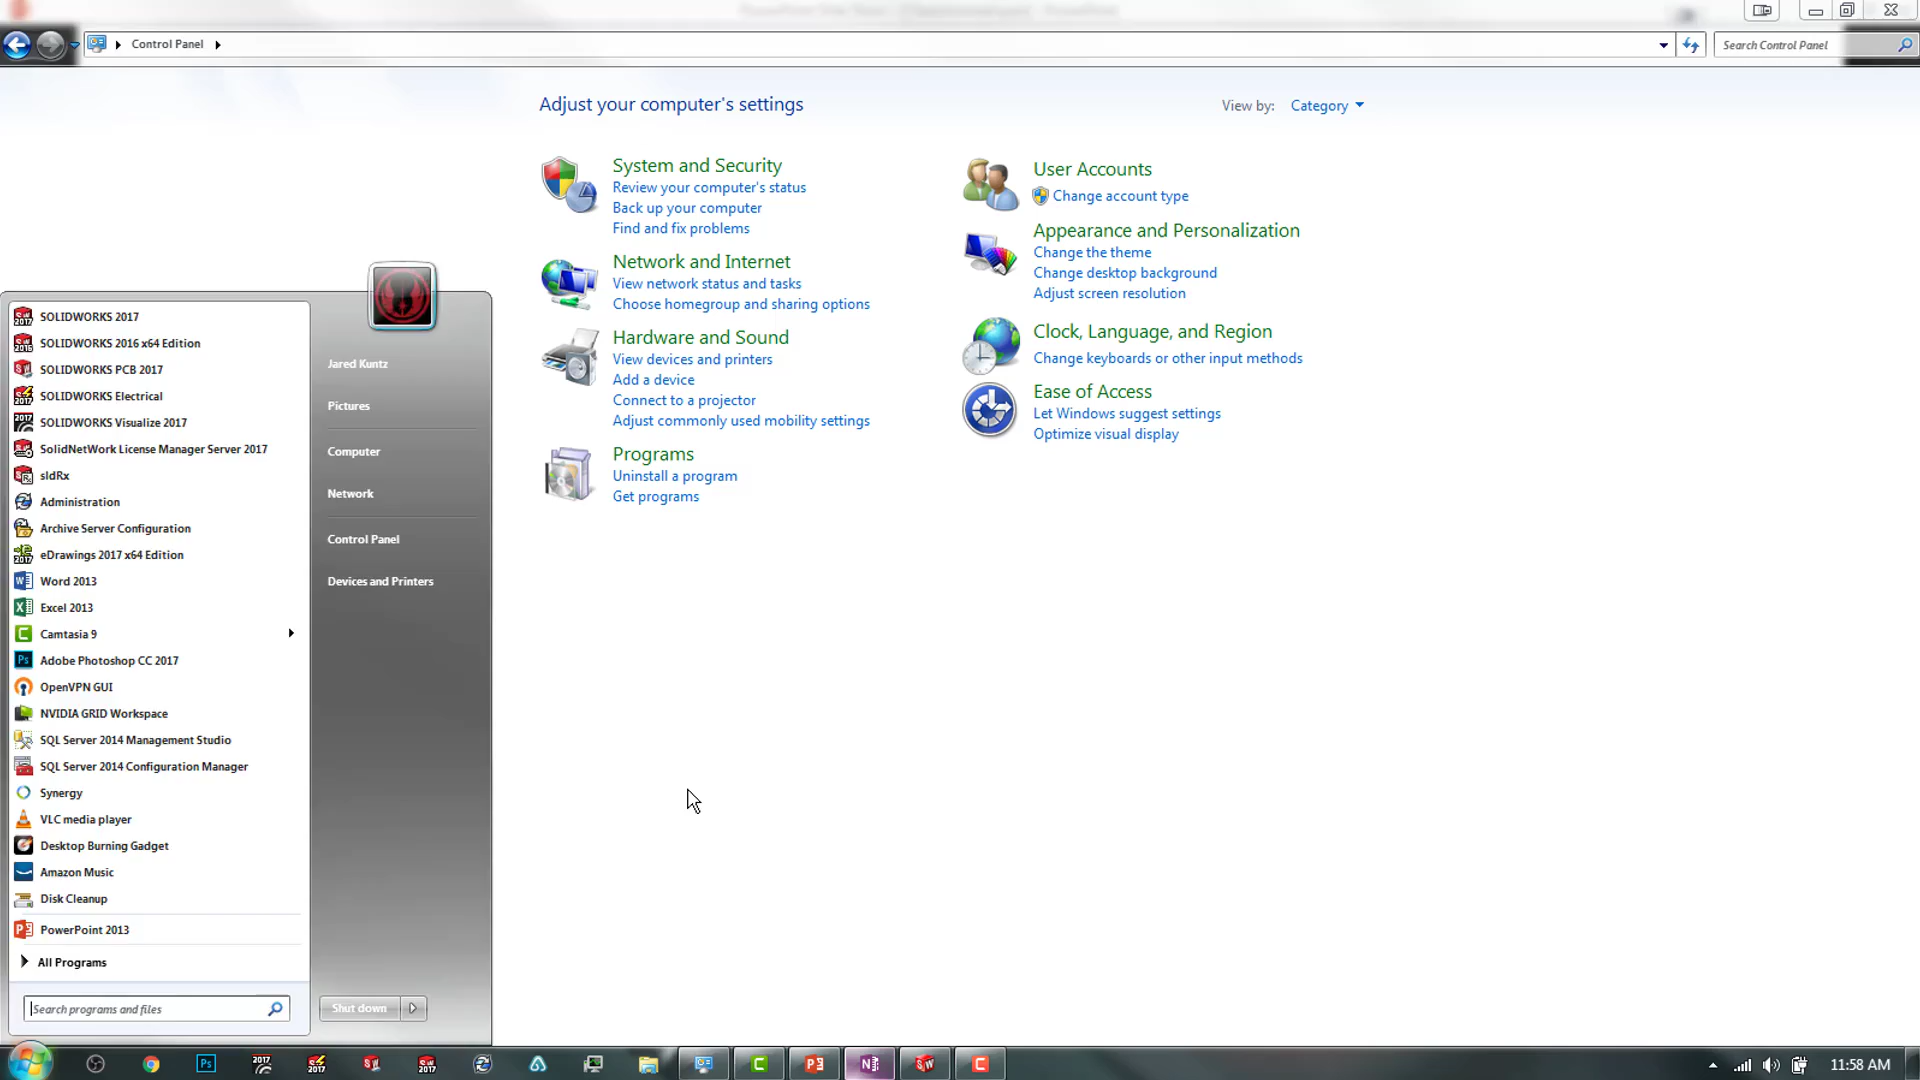 Control Panel
Search Control Panel
Adjust your computer's settings
View by: Category
System and Security
Review your computer's status
Back up your computer
Find and fix problems
Network and Internet
View network status and tasks
Choose homegroup and sharing options
Hardware and Sound
View devices and printers
Add a device
Connect to a projector
Adjust commonly used mobility settings
Programs
Uninstall a program
Get programs
User Accounts
Change account type
Appearance and Personalization
Change the theme
Change desktop background
Adjust screen resolution
Clock, Language, and Region
Change keyboards or other input methods
Ease of Access
Let Windows suggest settings
Optimize visual display
SOLIDWORKS 2017
SOLIDWORKS 2016 x64 Edition
SOLIDWORKS PCB 2017
SOLIDWORKS Electrical
SOLIDWORKS Visualize 2017
SolidNetWork License Manager Server 2017
sldRx
Administration
Archive Server Configuration
eDrawings 2017 x64 Edition
Word 2013
Excel 2013
Camtasia 9
Adobe Photoshop CC 2017
OpenVPN GUI
NVIDIA GRID Workspace
SQL Server 2014 Management Studio
SQL Server 2014 Configuration Manager
Synergy
VLC media player
Desktop Burning Gadget
Amazon Music
Disk Cleanup
PowerPoint 2013
All Programs
Search programs and files
Jared Kuntz
Pictures
Computer
Network
Control Panel
Devices and Printers
Shut down
11:58 AM